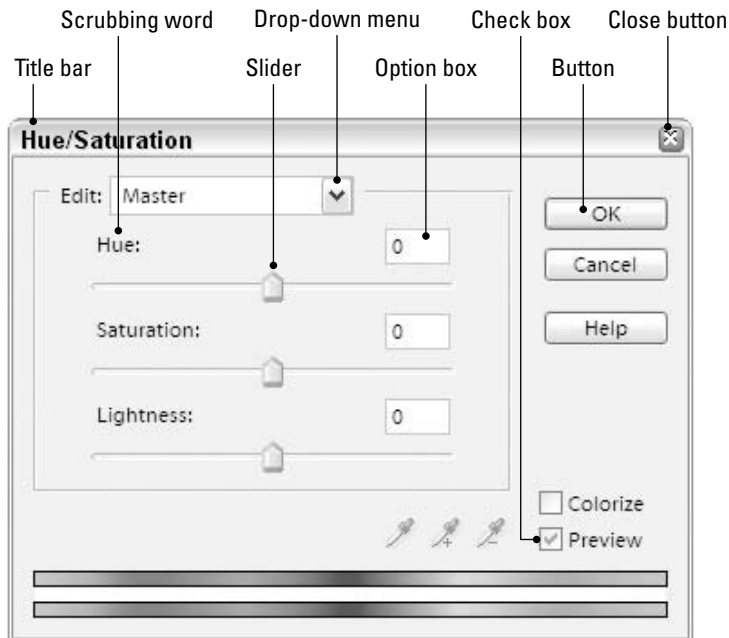 Scrubbing word Drop-down menu Check box Close button
Title bar Slider Option box Button
Hue/Saturation
Edit: Master
OK
Hue: 0
Cancel
Saturation: 0
Help
Lightness: 0
Colorize
Preview